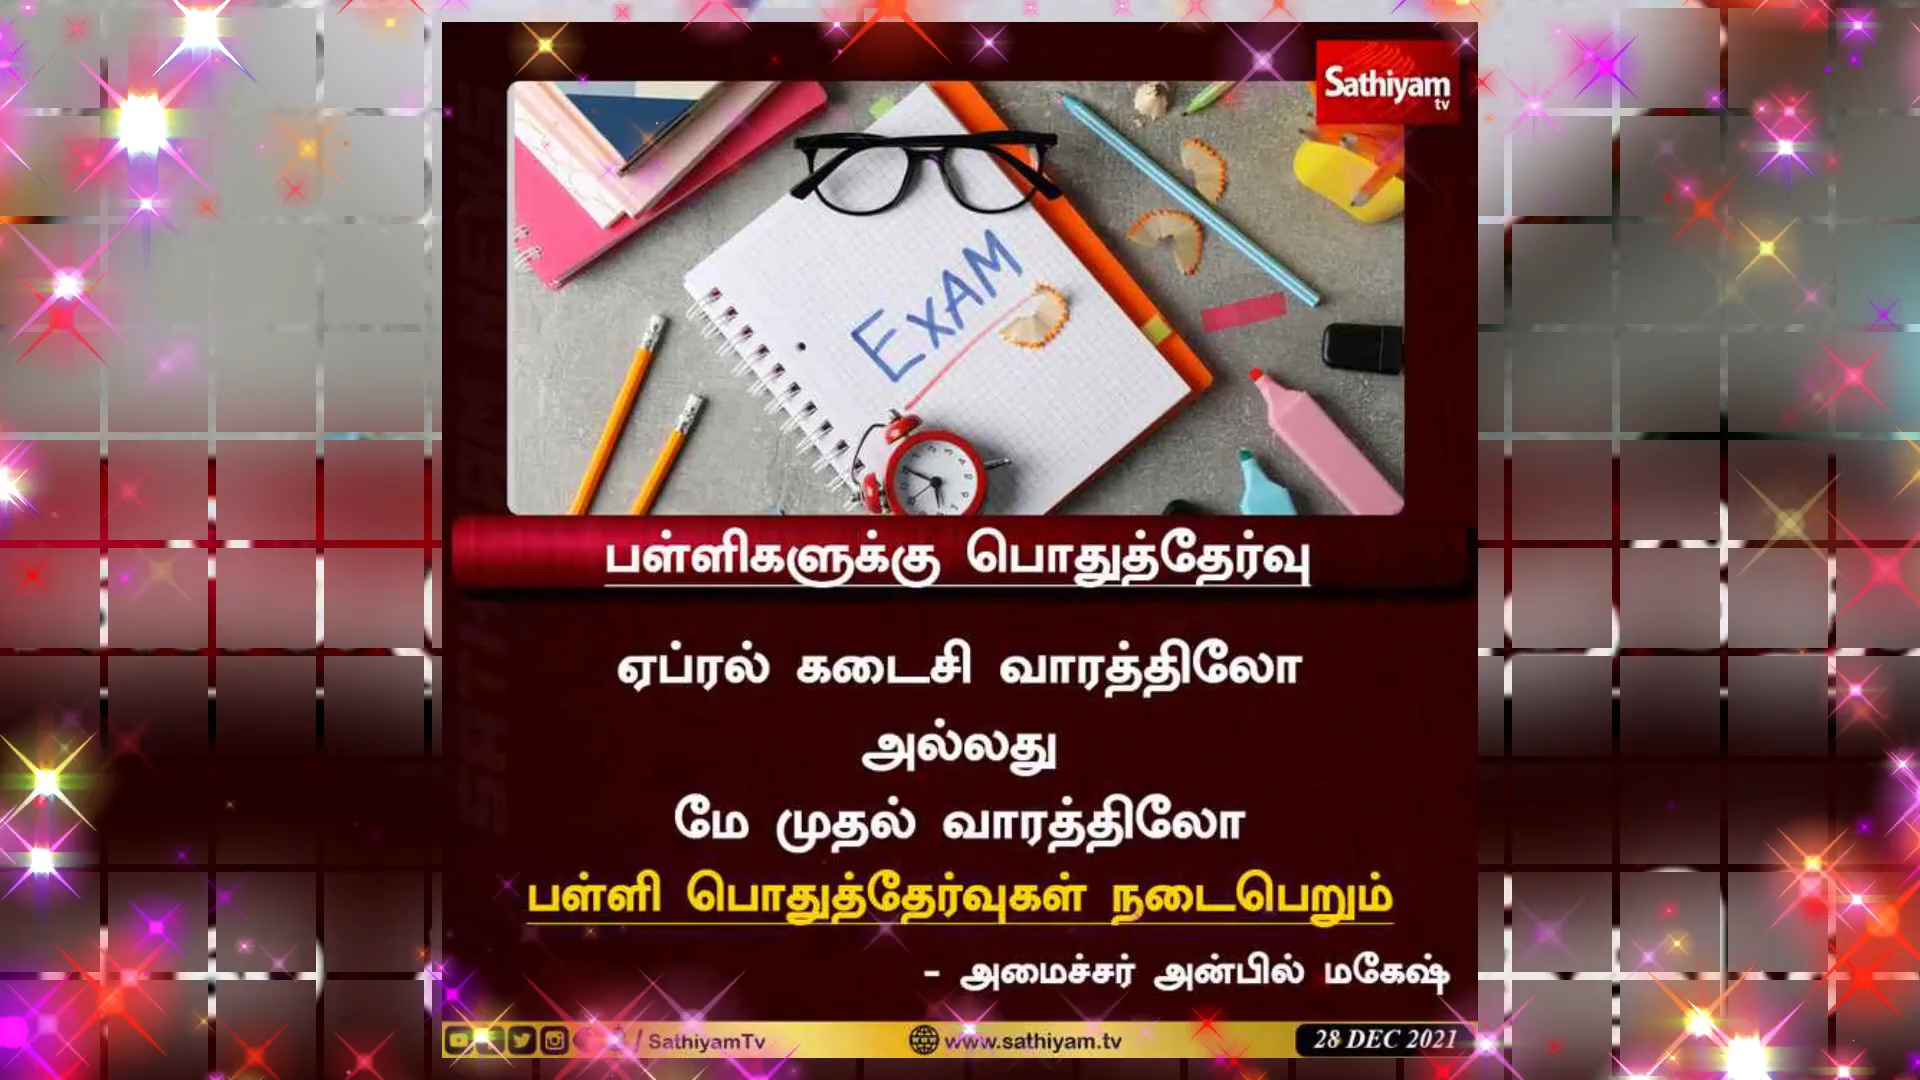 Sathiyam
tv
EXAM
பள்ளிகளுக்கு பொதுத்தேர்வு
ஏப்ரல் கடைசி வாரத்திலோ
அல்லது
மே முதல் வாரத்திலோ
பள்ளி பொதுத்தேர்வுகள் நடைபெறும்
- அமைச்சர் அன்பில் மகேஷ்
/ SathiyamTv www.sathiyam.tv 28 DEC 2021